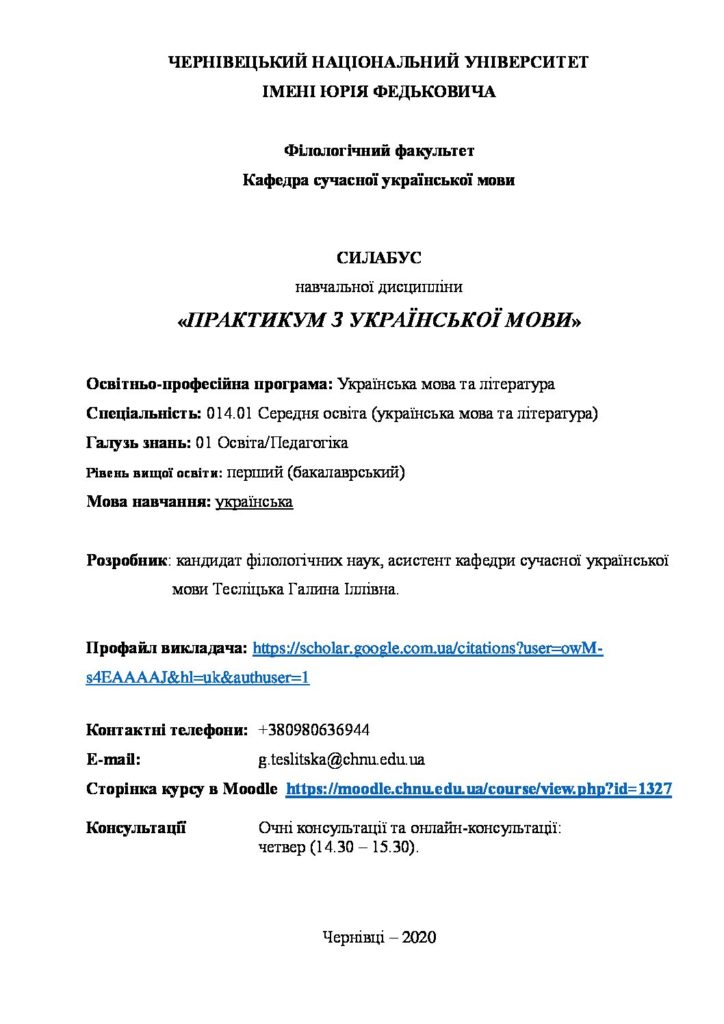 ЧЕРНІВЕЦЬКИЙ НАЦІОНАЛЬНИЙ УНІВЕРСИТЕТ
ІМЕНІ ЮРІЯ ФЕДЬКОВИЧА
Філологічний факультет
Кафедра сучасної української мови
СИЛАБУС
навчальної дисципліни
«ПРАКТИКУМ З УКРАЇНСЬКОЇ МОВИ»
Освітньо-професійна програма: Українська мова та література
Спеціальність: 014.01 Середня освіта (українська мова та література)
Галузь знань: 01 Освіта/Педагогіка
Рівень вищої освіти: перший (бакалаврський)
Мова навчання: українська
Розробник: кандидат філологічних наук, асистент кафедри сучасної української
мови Тесліцька Галина Іллівна.
Профайл викладача: https://scholar.google.com.ua/citations?user=owM-
s4EAAAAJ&hl=uk&authuser=1
Контактні телефони: +380980636944
E-mail: g.teslitska@chnu.edu.ua
Сторінка курсу в Moodle https://moodle.chnu.edu.ua/course/view.php?id=1327
Консультації Очні консультації та онлайн-консультації:
четвер (14.30 – 15.30).
Чернівці – 2020